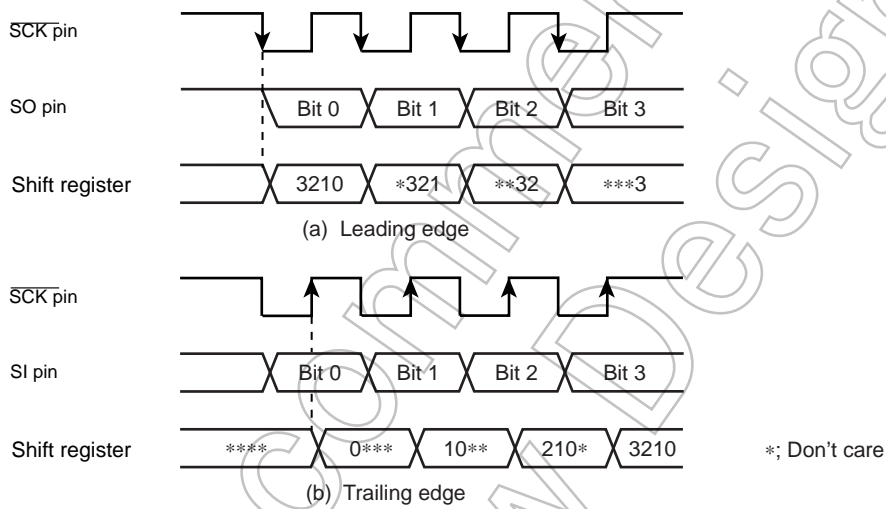 SCK pin
SO pin Bit 0 Bit 1 Bit 2 Bit 3
Shift register 3210 *321 **32 ***3
(a) Leading edge
SCK pin
SI pin Bit 0 Bit 1 Bit 2 Bit 3
Shift register **** 0*** 10** 210* 3210 *; Don't care
(b) Trailing edge